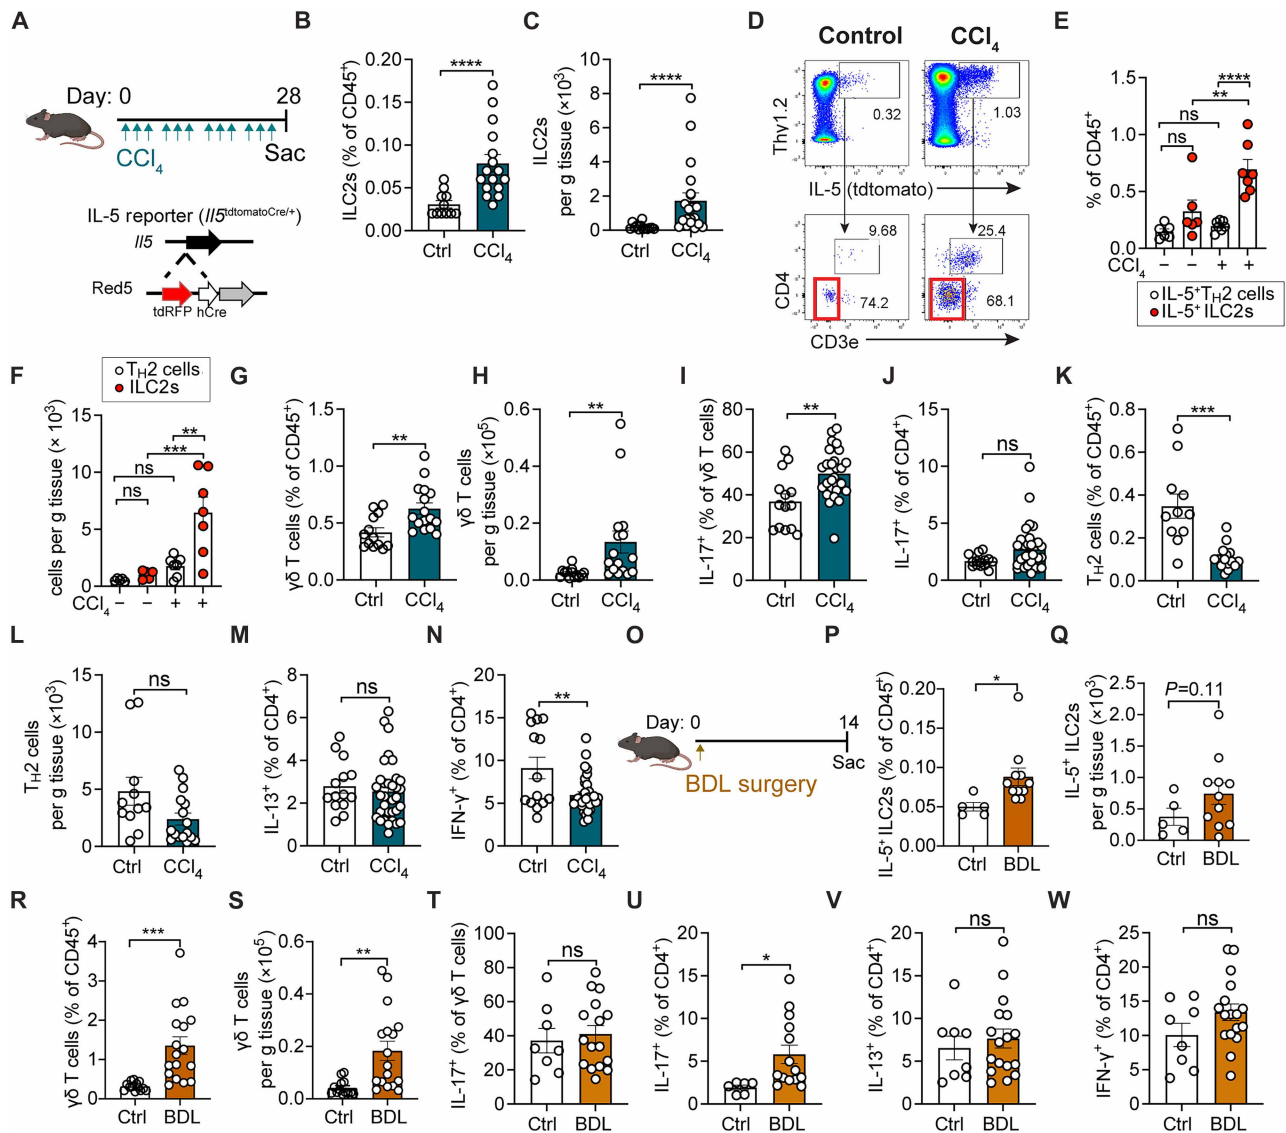 A
Day: 0 28
CCl4 Sac
IL-5 reporter (Il5tdtomatoCre/+)
Il5
Red5
tdRFP hCre
B
ILC2s (% of CD45+)
0.20
0.15
0.10
0.05
0.00
****
Ctrl CCl4
C
ILC2s
per g tissue (×10³)
10
8
6
4
2
0
****
Ctrl CCl4
D
Control CCl4
Thy1.2
0.32
1.03
IL-5 (tdtomato)
CD4
9.68
25.4
74.2
68.1
CD3e
E
% of CD45+
1.5
1.0
0.5
0.0
****
**
ns
ns
CCl4 − − + +
IL-5+TH2 cells
IL-5+ ILC2s
F
TH2 cells
ILC2s
cells per g tissue (× 10³)
15
10
5
0
**
***
ns
ns
CCl4 − − + +
G
γδ T cells (% of CD45+)
1.5
1.0
0.5
0.0
**
Ctrl CCl4
H
γδ T cells
per g tissue (×10⁵)
0.6
0.4
0.2
0.0
**
Ctrl CCl4
I
IL-17+ (% of γδ T cells)
80
60
40
20
0
**
Ctrl CCl4
J
IL-17+ (% of CD4+)
15
10
5
0
ns
Ctrl CCl4
K
TH2 cells (% of CD45+)
0.8
0.6
0.4
0.2
0.0
***
Ctrl CCl4
L
TH2 cells
per g tissue (×10³)
15
10
5
0
ns
Ctrl CCl4
M
IL-13+ (% of CD4+)
8
6
4
2
0
ns
Ctrl CCl4
N
IFN-γ+ (% of CD4+)
20
15
10
5
0
**
Ctrl CCl4
O
Day: 0 14
Sac
BDL surgery
P
IL-5+ ILC2s (% of CD45+)
0.20
0.15
0.10
0.05
0.00
*
Ctrl BDL
Q
IL-5+ ILC2s
per g tissue (×10³)
2.5
2.0
1.5
1.0
0.5
0.0
P=0.11
Ctrl BDL
R
γδ T cells (% of CD45+)
4
3
2
1
0
***
Ctrl BDL
S
γδ T cells
per g tissue (×10⁵)
0.6
0.4
0.2
0.0
**
Ctrl BDL
T
IL-17+ (% of γδ T cells)
100
80
60
40
20
0
ns
Ctrl BDL
U
IL-17+ (% of CD4+)
20
15
10
5
0
*
Ctrl BDL
V
IL-13+ (% of CD4+)
20
15
10
5
0
ns
Ctrl BDL
W
IFN-γ+ (% of CD4+)
25
20
15
10
5
0
ns
Ctrl BDL